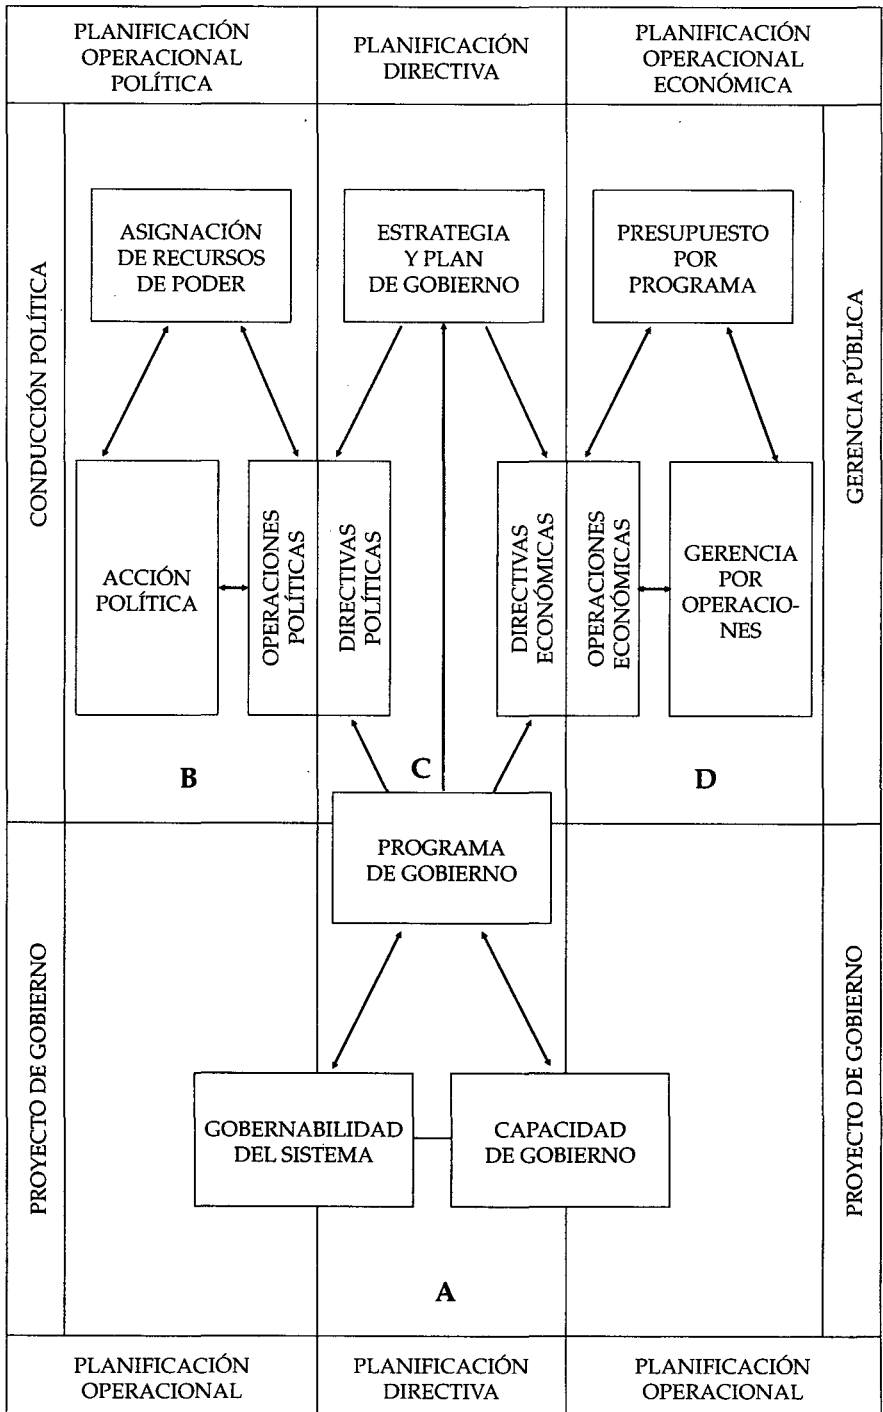 PLANIFICACIÓN
OPERACIONAL
POLÍTICA
PLANIFICACIÓN
DIRECTIVA
PLANIFICACIÓN
OPERACIONAL
ECONÓMICA
CONDUCCIÓN POLÍTICA
ASIGNACIÓN
DE RECURSOS
DE PODER
ESTRATEGIA
Y PLAN
DE GOBIERNO
PRESUPUESTO
POR
PROGRAMA
GERENCIA PÚBLICA
ACCIÓN
POLÍTICA
OPERACIONES
POLÍTICAS
DIRECTIVAS
POLÍTICAS
DIRECTIVAS
ECONÓMICAS
OPERACIONES
ECONÓMICAS
GERENCIA
POR
OPERACIO-
NES
B
C
D
PROGRAMA
DE GOBIERNO
PROYECTO DE GOBIERNO
GOBERNABILIDAD
DEL SISTEMA
CAPACIDAD
DE GOBIERNO
PROYECTO DE GOBIERNO
A
PLANIFICACIÓN
OPERACIONAL
PLANIFICACIÓN
DIRECTIVA
PLANIFICACIÓN
OPERACIONAL